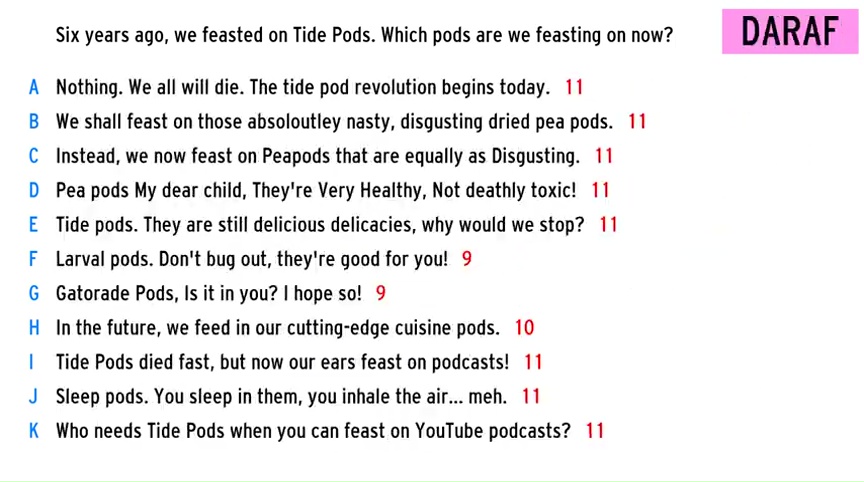 Six years ago, we feasted on Tide Pods. Which pods are we feasting on now?
DARAF
A Nothing. We all will die. The tide pod revolution begins today. 11
B We shall feast on those absoloutley nasty, disgusting dried pea pods. 11
C Instead, we now feast on Peapods that are equally as Disgusting. 11
D Pea pods My dear child, They're Very Healthy, Not deathly toxic! 11
E Tide pods. They are still delicious delicacies, why would we stop? 11
F Larval pods. Don't bug out, they're good for you! 9
G Gatorade Pods, Is it in you? I hope so! 9
H In the future, we feed in our cutting-edge cuisine pods. 10
I Tide Pods died fast, but now our ears feast on podcasts! 11
J Sleep pods. You sleep in them, you inhale the air... meh. 11
K Who needs Tide Pods when you can feast on YouTube podcasts? 11